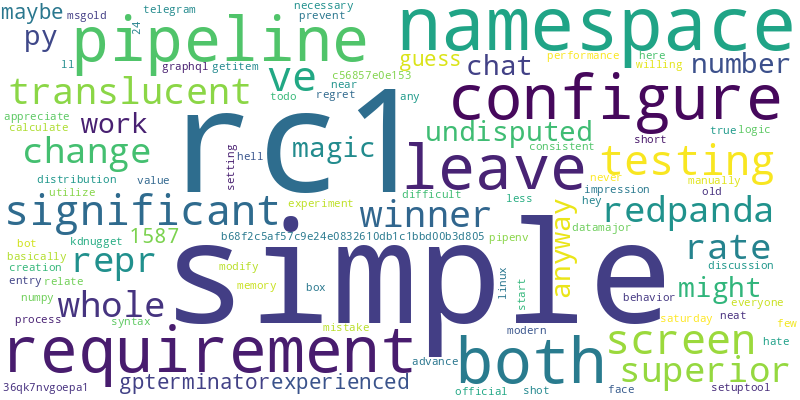 maybe
msgold
telegram
24
necessary
prevent
namespace
py
pipeline
guess
performance
here
willing
ll
graphql
getitem
c56857e0e153
chat
number
translucent
ve
todo
near
regret
any
configure
appreciate
calculate
work
rc1
magic
undisputed
consistent
short
true
logic
change
setting
hell
leave
testing
distribution
value
difficult
never
manually
utilize
experiment
less
impression
old
significant
winner
hey
redpanda
anyway
datamajor
bot
kdnugget
1587
b68f2c5af57c9e24e0832610db1c1bbd00b3d805
pipenv
rate
discussion
basically
creation
repr
modify
simple
entry
relate
memory
box
linux
start
might
numpy
whole
behavior
everyone
process
syntax
mistake
modern
neat
saturday
few
requirement
advance
both
screen
hate
superior
36qk7nvgoepa1
gpterminator
experienced
official
shot
face
setuptool